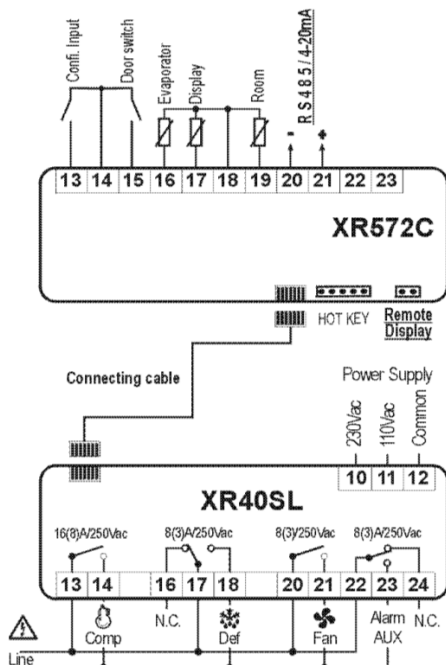 Confi. Input
Door switch
Evaporator
Display
Room
RS485/4-20mA
- +
13 14 15 16 17 18 19 20 21 22 23
XR572C
HOT KEY
Remote
Display
Connecting cable
Power Supply
230Vac
110Vac
Common
10 11 12
XR40SL
16(8)A/250Vac 8(3)A/250Vac 8(3)/250Vac 8(3)A/250Vac
13 14 16 17 18 20 21 22 23 24
Comp N.C. Def Fan Alarm N.C.
AUX
Line